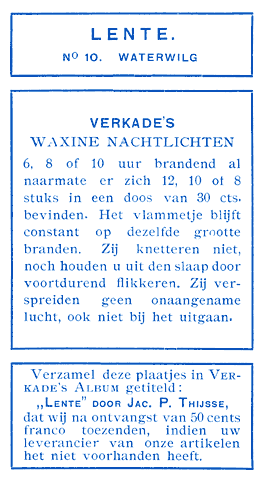 LENTE.
No 10. WATERWILG
VERKADE'S
WAXINE NACHTLICHTEN
6, 8 of 10 uur brandend al
naarmate er zich 12, 10 of 8
stuks in een doos van 30 cts.
bevinden. Het vlammetje blijft
constant op dezelfde grootte
branden. Zij knetteren niet,
noch houden u uit den slaap door
voortdurend flikkeren. Zij ver-
spreiden geen onaangename
lucht, ook niet bij het uitgaan.
Verzamel deze plaatjes in VER-
KADE'S ALBUM getiteld:
„LENTE" DOOR JAC. P. THIJSSE,
dat wij na ontvangst van 50 cents
franco toezenden, indien uw
leverancier van onze artikelen
het niet voorhanden heeft.